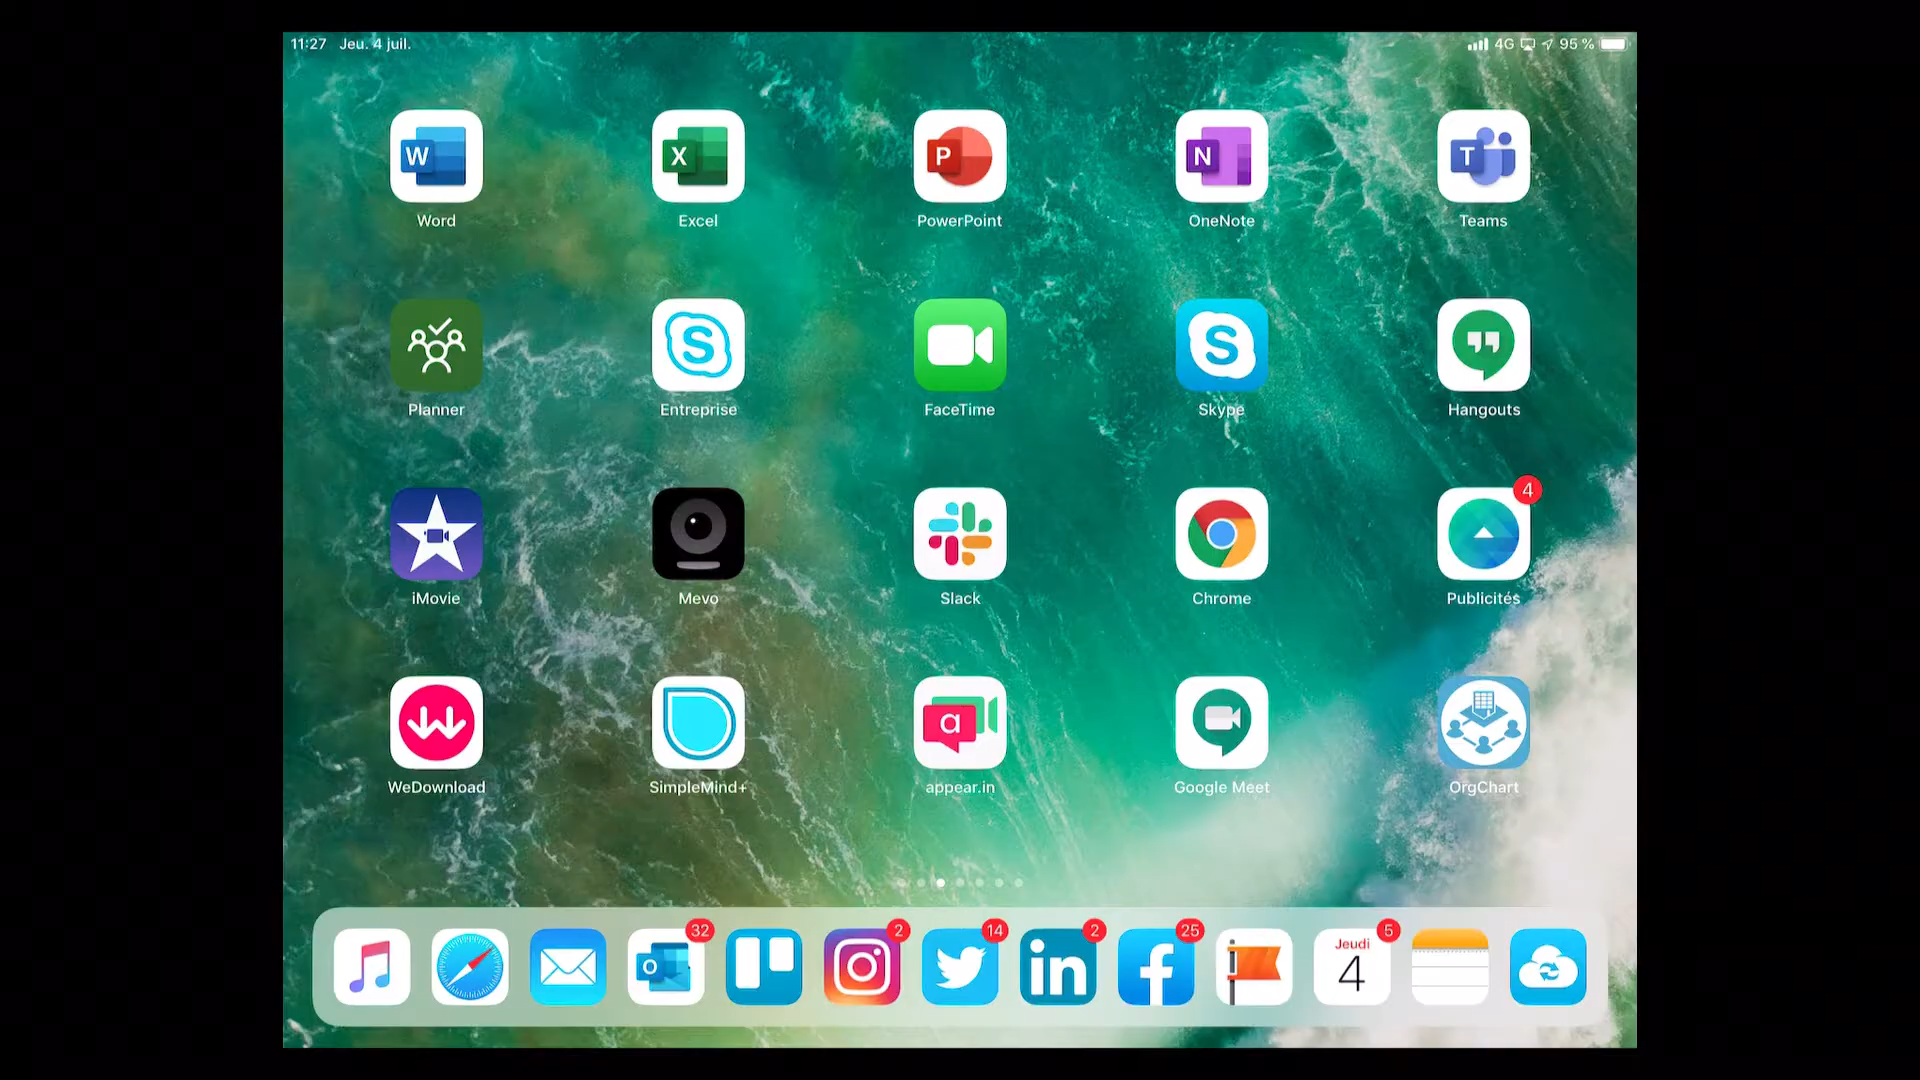 11:27 Jeu. 4 juil. 4G 95 %
W X P N T
Word Excel PowerPoint OneNote Teams
S S
Planner Entreprise FaceTime Skype Hangouts
4
iMovie Mevo Slack Chrome Publicités
a
WeDownload SimpleMind+ appear.in Google Meet OrgChart
32 2 14 2 25 5
O in f Jeudi
4